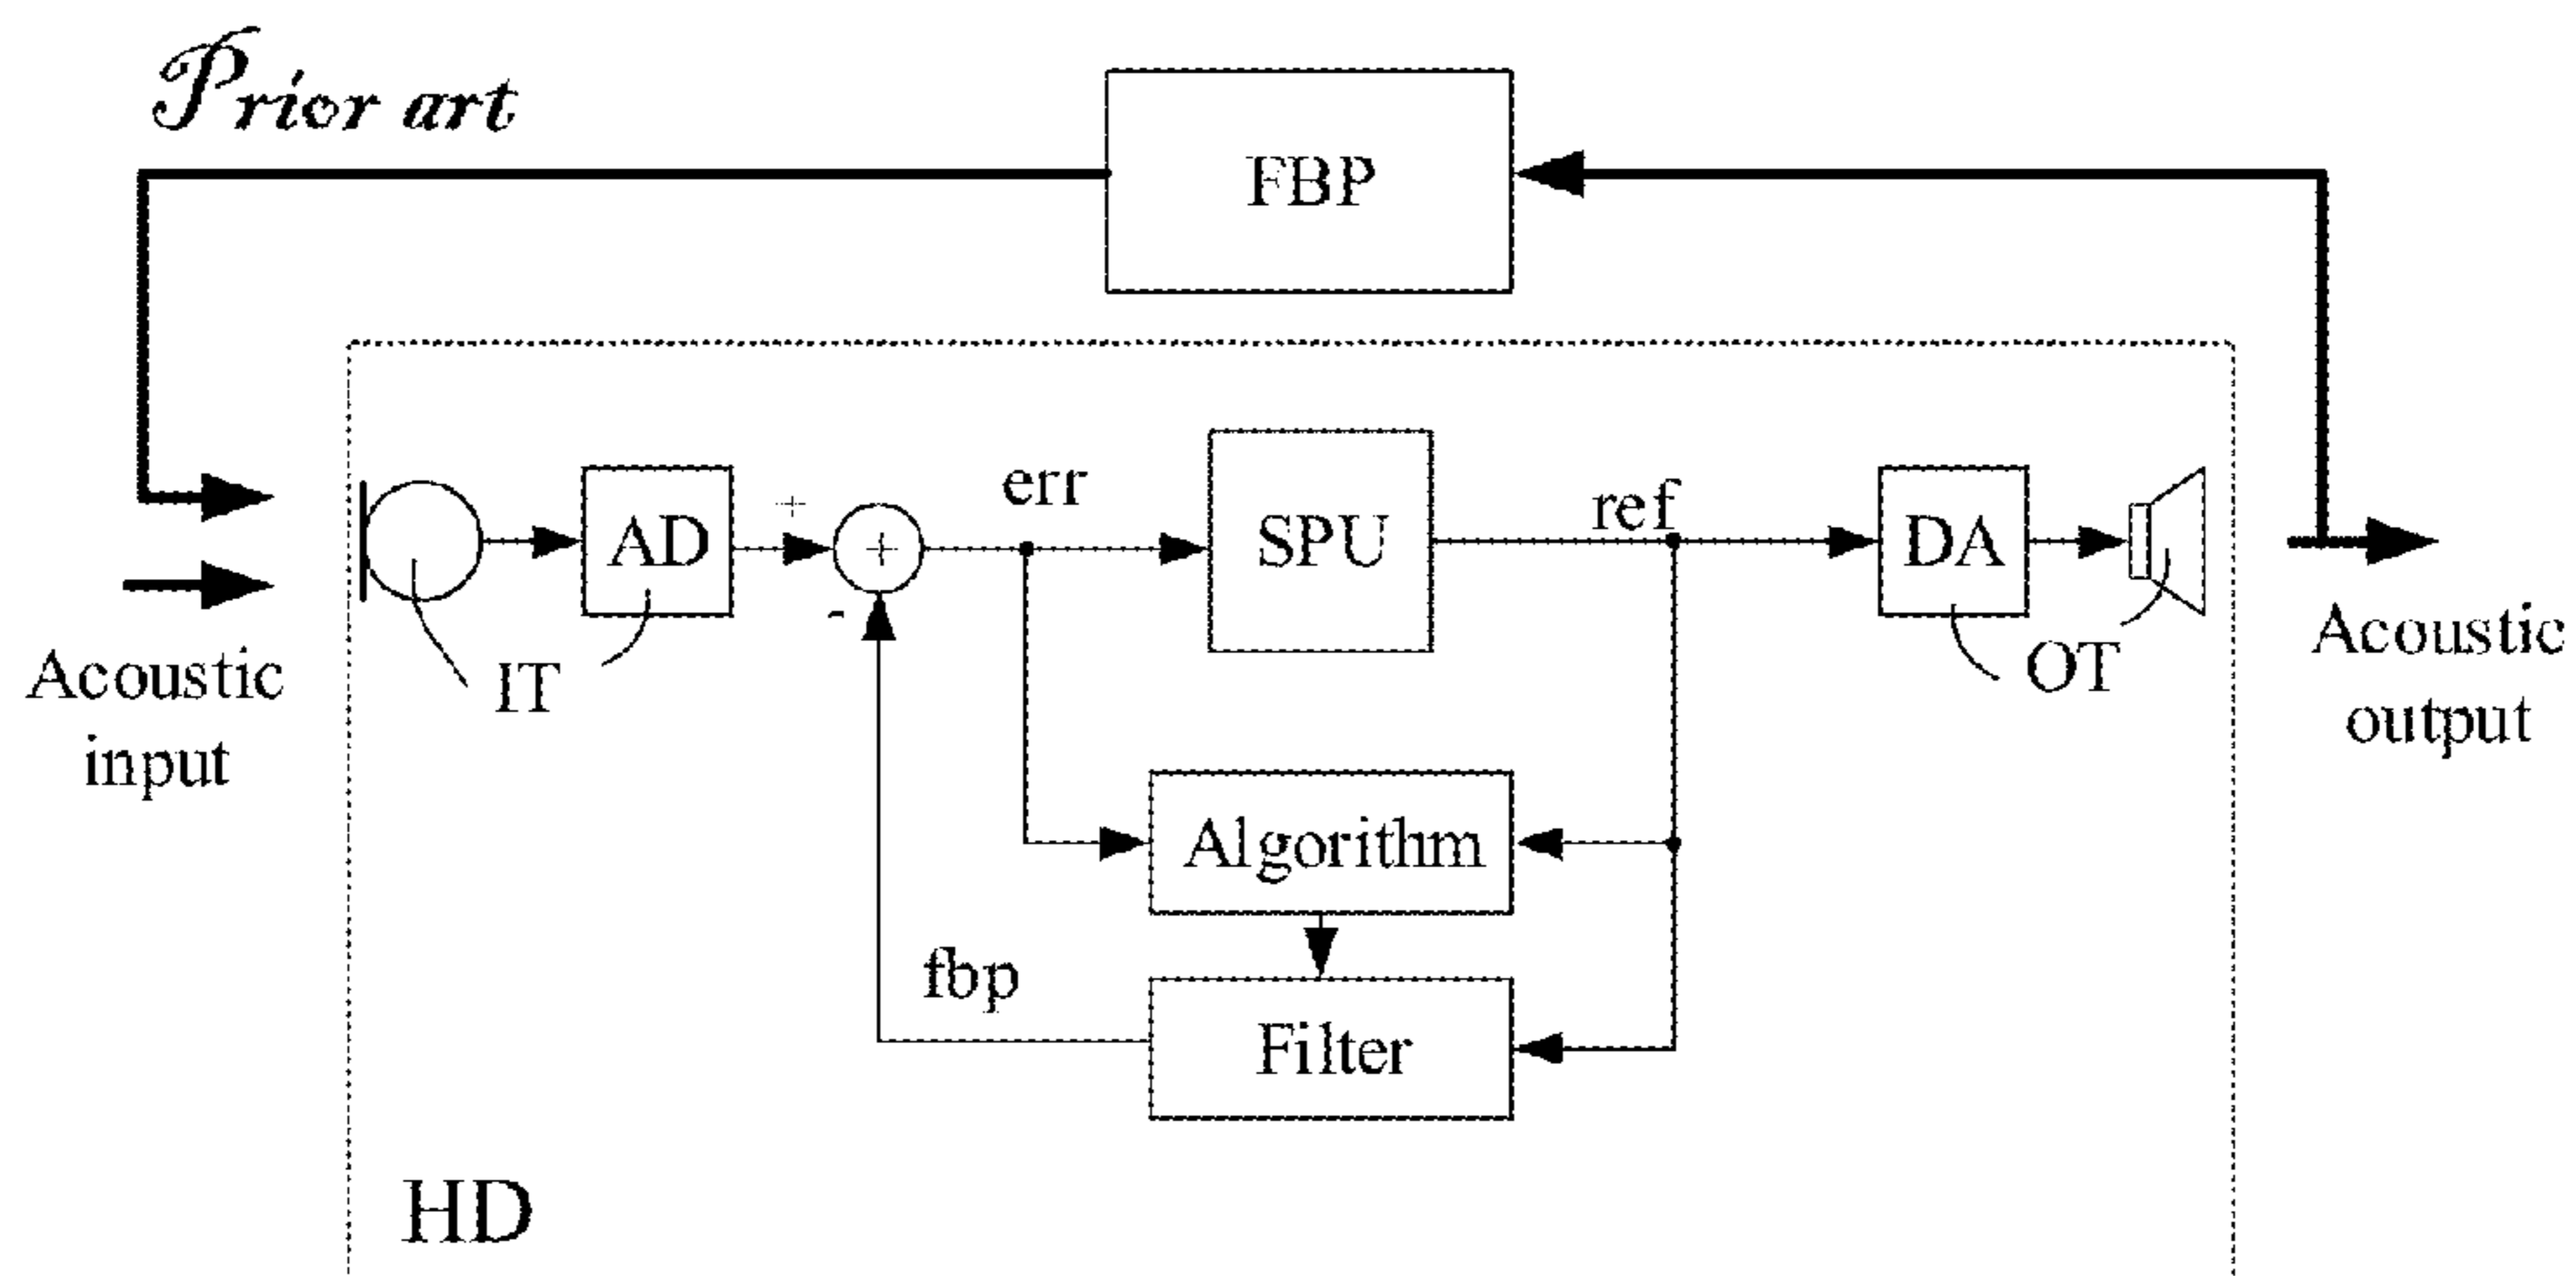 Prior art
FBP
err
ref
+
AD
+
SPU
DA
-
IT
OT
Acoustic
input
Acoustic
output
Algorithm
fbp
Filter
HD